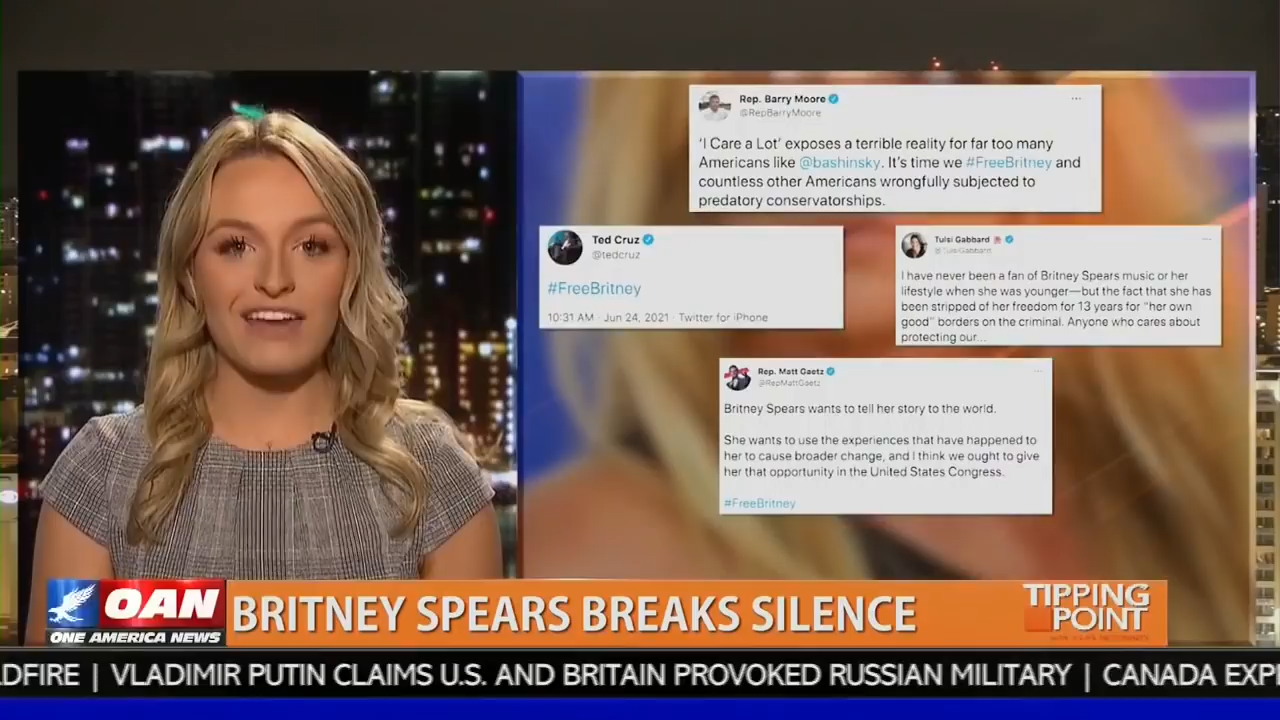 Rep. Barry Moore
@RepBarryMoore
'I Care a Lot' exposes a terrible reality for far too many
Americans like @bashinsky. It's time we #FreeBritney and
countless other Americans wrongfully subjected to
predatory conservatorships.
Ted Cruz
@tedcruz
#FreeBritney
10:31 AM · Jun 24, 2021 · Twitter for iPhone
Tulsi Gabbard
@TulsiGabbard
I have never been a fan of Britney Spears music or her
lifestyle when she was younger—but the fact that she has
been stripped of her freedom for 13 years for "her own
good" borders on the criminal. Anyone who cares about
protecting our...
Rep. Matt Gaetz
@RepMattGaetz
Britney Spears wants to tell her story to the world.
She wants to use the experiences that have happened to
her to cause broader change, and I think we ought to give
her that opportunity in the United States Congress.
#FreeBritney
OAN
ONE AMERICA NEWS
BRITNEY SPEARS BREAKS SILENCE
TIPPING
POINT
LDFIRE | VLADIMIR PUTIN CLAIMS U.S. AND BRITAIN PROVOKED RUSSIAN MILITARY | CANADA EXP